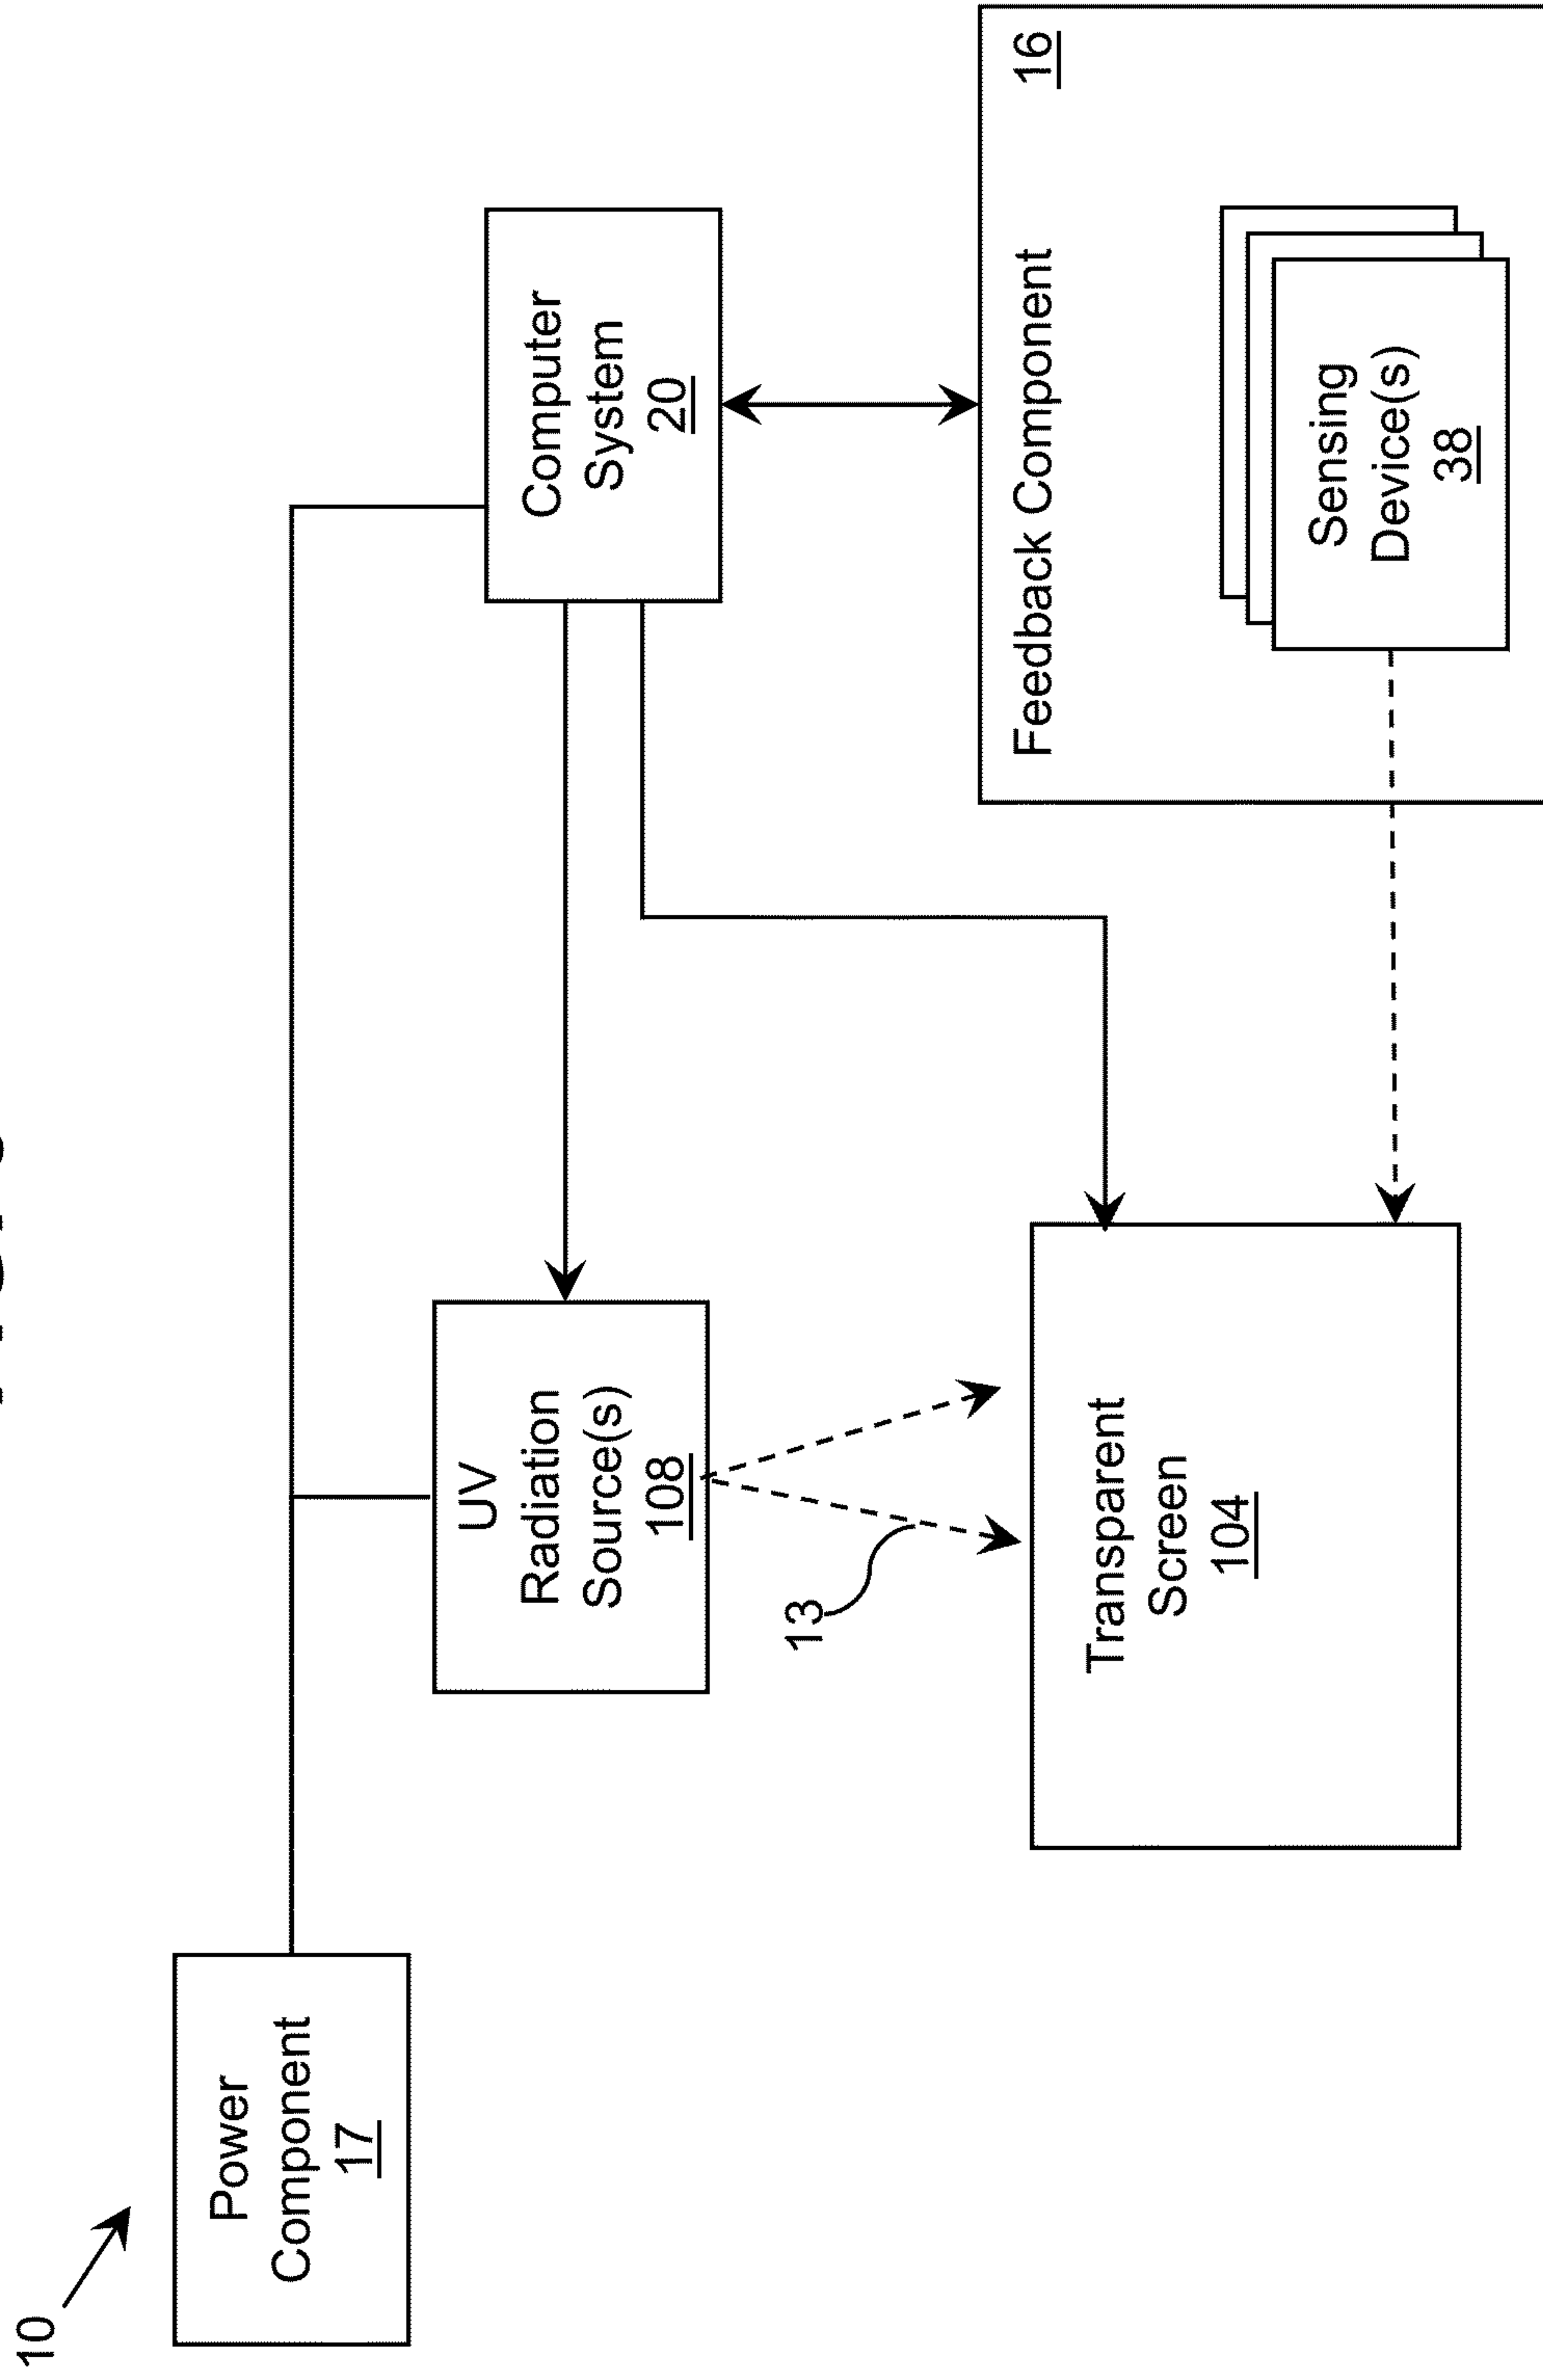 10
Power
Component
17
UV
Radiation
Source(s)
108
Computer
System
20
13
Transparent
Screen
104
Feedback Component
16
Sensing
Device(s)
38